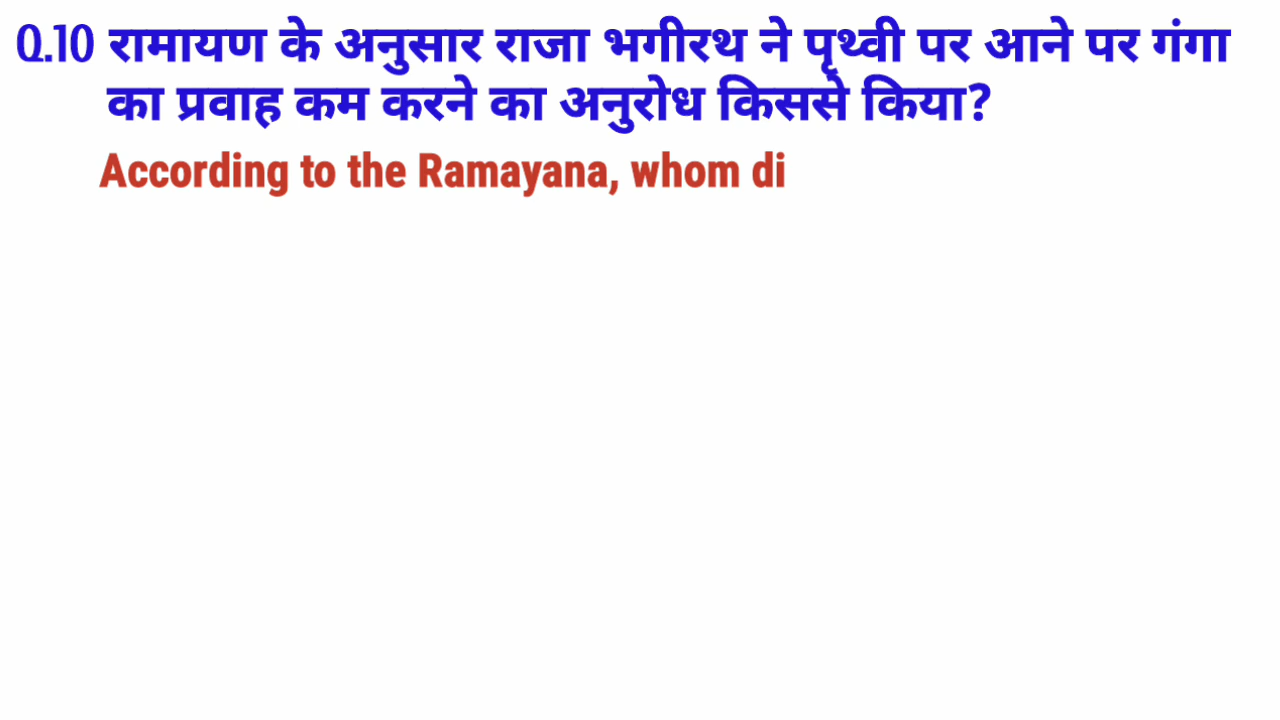 Q.10 रामायण के अनुसार राजा भगीरथ ने पृथ्वी पर आने पर गंगा
का प्रवाह कम करने का अनुरोध किससे किया?
According to the Ramayana, whom di